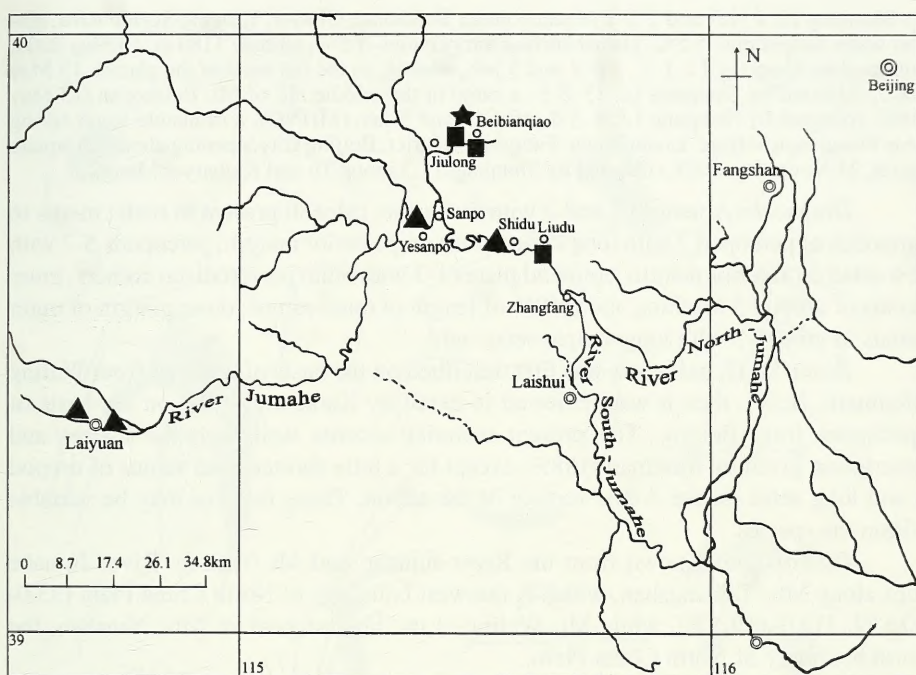 40
N
Beijing
Beibianqiao
Jiulong
Fangshan
Sanpo
Shidu
Liudu
Yesanpo
Zhangfang
River
North
Jumahe
River
Laishui
River
Jumahe
South
Jumahe
Laiyuan
0 8.7 17.4 26.1 34.8km
39
115
116